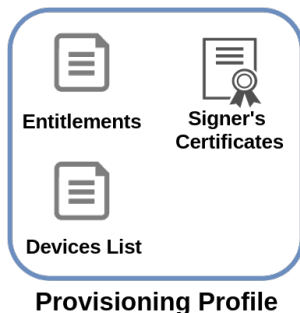 Entitlements
Signer's
Certificates
Devices List
Provisioning Profile